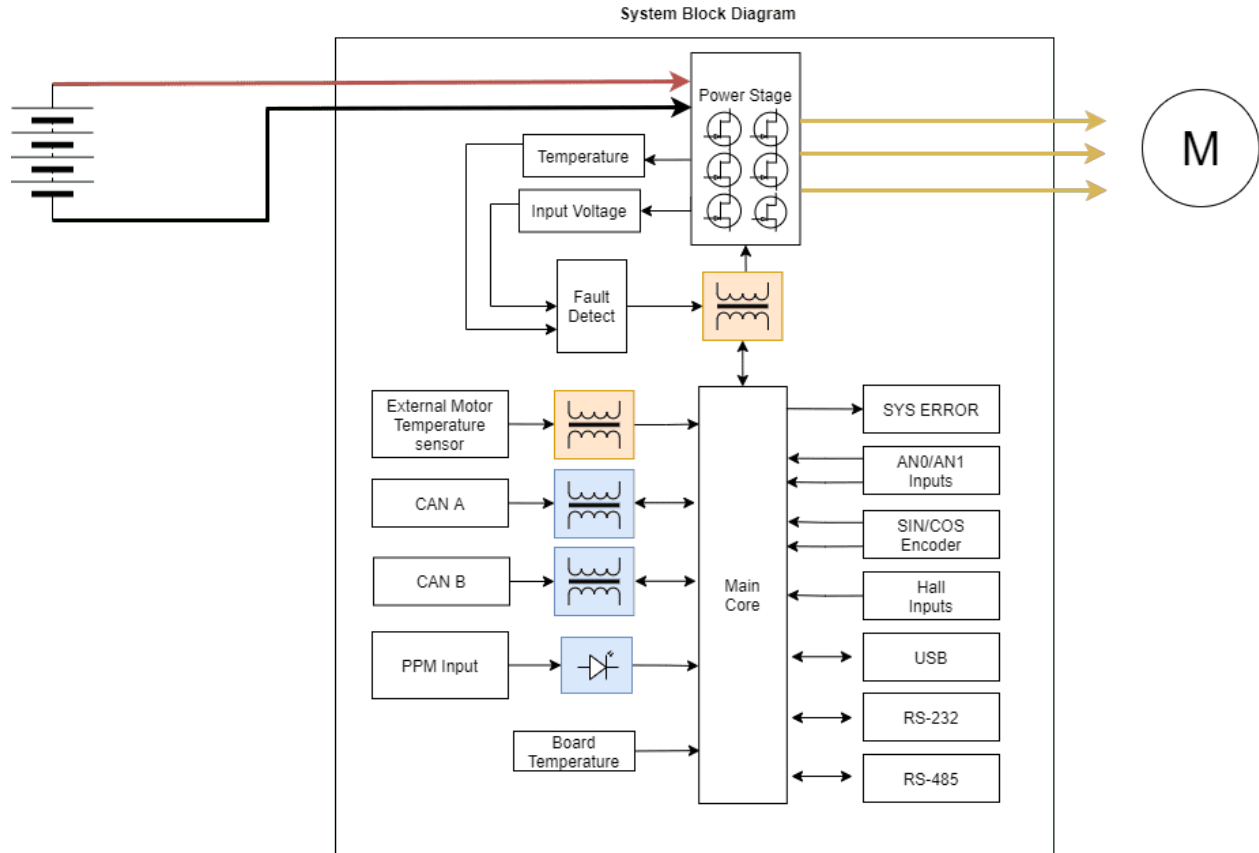 System Block Diagram
Power Stage
M
Temperature
Input Voltage
Fault
Detect
External Motor
Temperature
sensor
SYS ERROR
AN0/AN1
Inputs
CAN A
SIN/COS
Encoder
CAN B
Main
Core
Hall
Inputs
PPM Input
USB
RS-232
Board
Temperature
RS-485